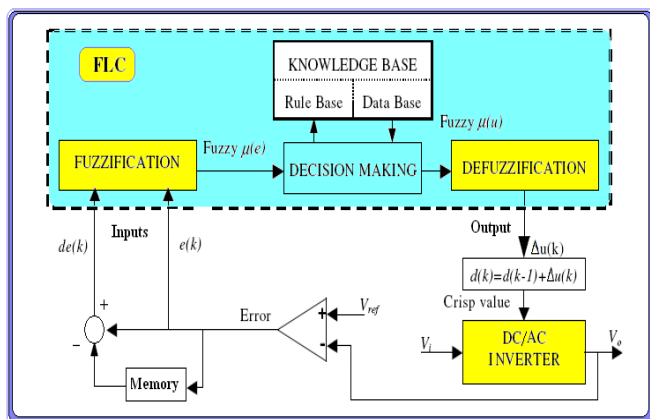 FLC
KNOWLEDGE BASE
Rule Base
Data Base
Fuzzy μ(u)
FUZZIFICATION
Fuzzy μ(e)
DECISION MAKING
DEFUZZIFICATION
Inputs
Output
de(k)
e(k)
Δu(k)
d(k)=d(k-1)+Δu(k)
Crisp value
+
−
Error
+
-
V_ref
V_i
DC/AC
INVERTER
V_o
Memory